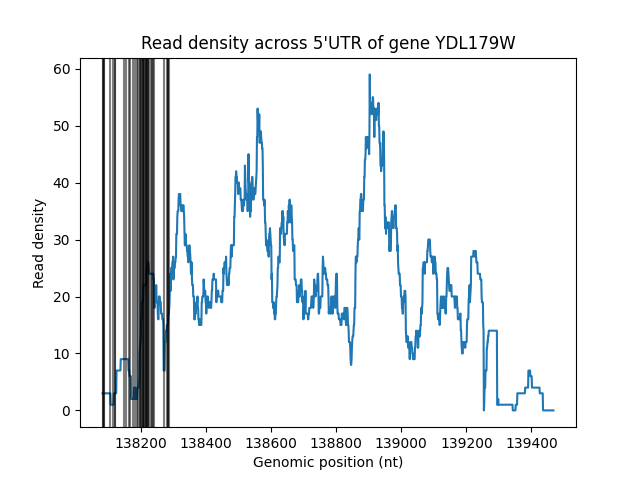 Read density across 5'UTR of gene YDL179W
60
50
40
30
20
10
0
Read density
138200 138400 138600 138800 139000 139200 139400
Genomic position (nt)